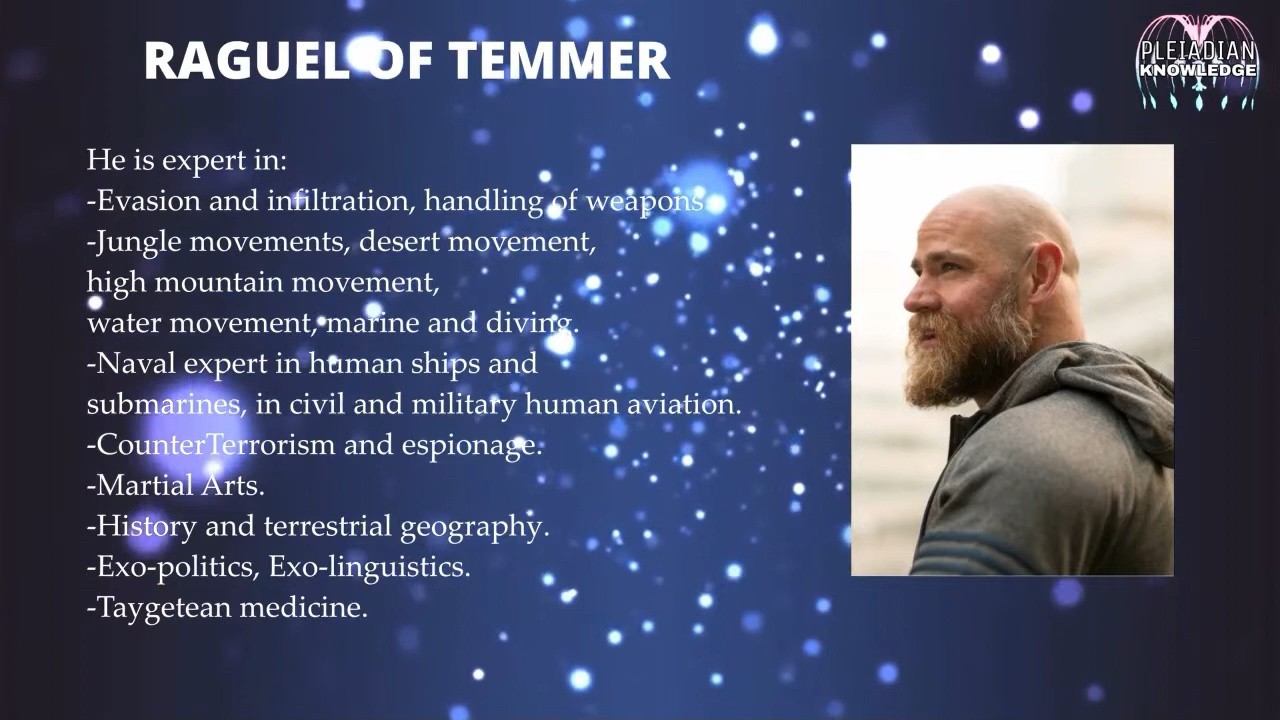 RAGUEL OF TEMMER
PLEIADIAN
KNOWLEDGE
He is expert in:
-Evasion and infiltration, handling of weapons.
-Jungle movements, desert movement,
high mountain movement,
water movement, marine and diving.
-Naval expert in human ships and
submarines, in civil and military human aviation.
-CounterTerrorism and espionage.
-Martial Arts.
-History and terrestrial geography.
-Exo-politics, Exo-linguistics.
-Taygetean medicine.